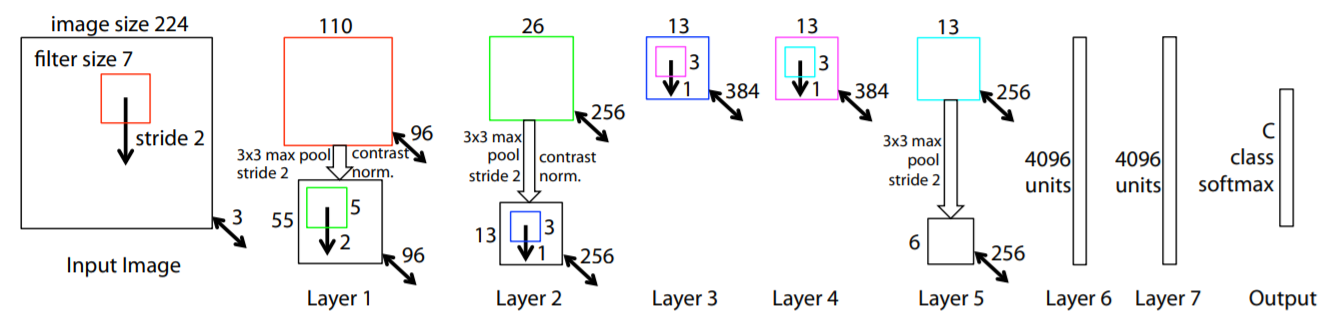 image size 224
filter size 7
stride 2
3
Input Image
110
96
3x3 max pool
stride 2
contrast
norm.
55
5
2
96
Layer 1
26
256
3x3 max
pool
stride 2
contrast
norm.
13
3
1
256
Layer 2
13
3
1
384
Layer 3
13
3
1
384
Layer 4
13
256
3x3 max
pool
stride 2
6
256
Layer 5
4096
units
Layer 6
4096
units
Layer 7
C
class
softmax
Output